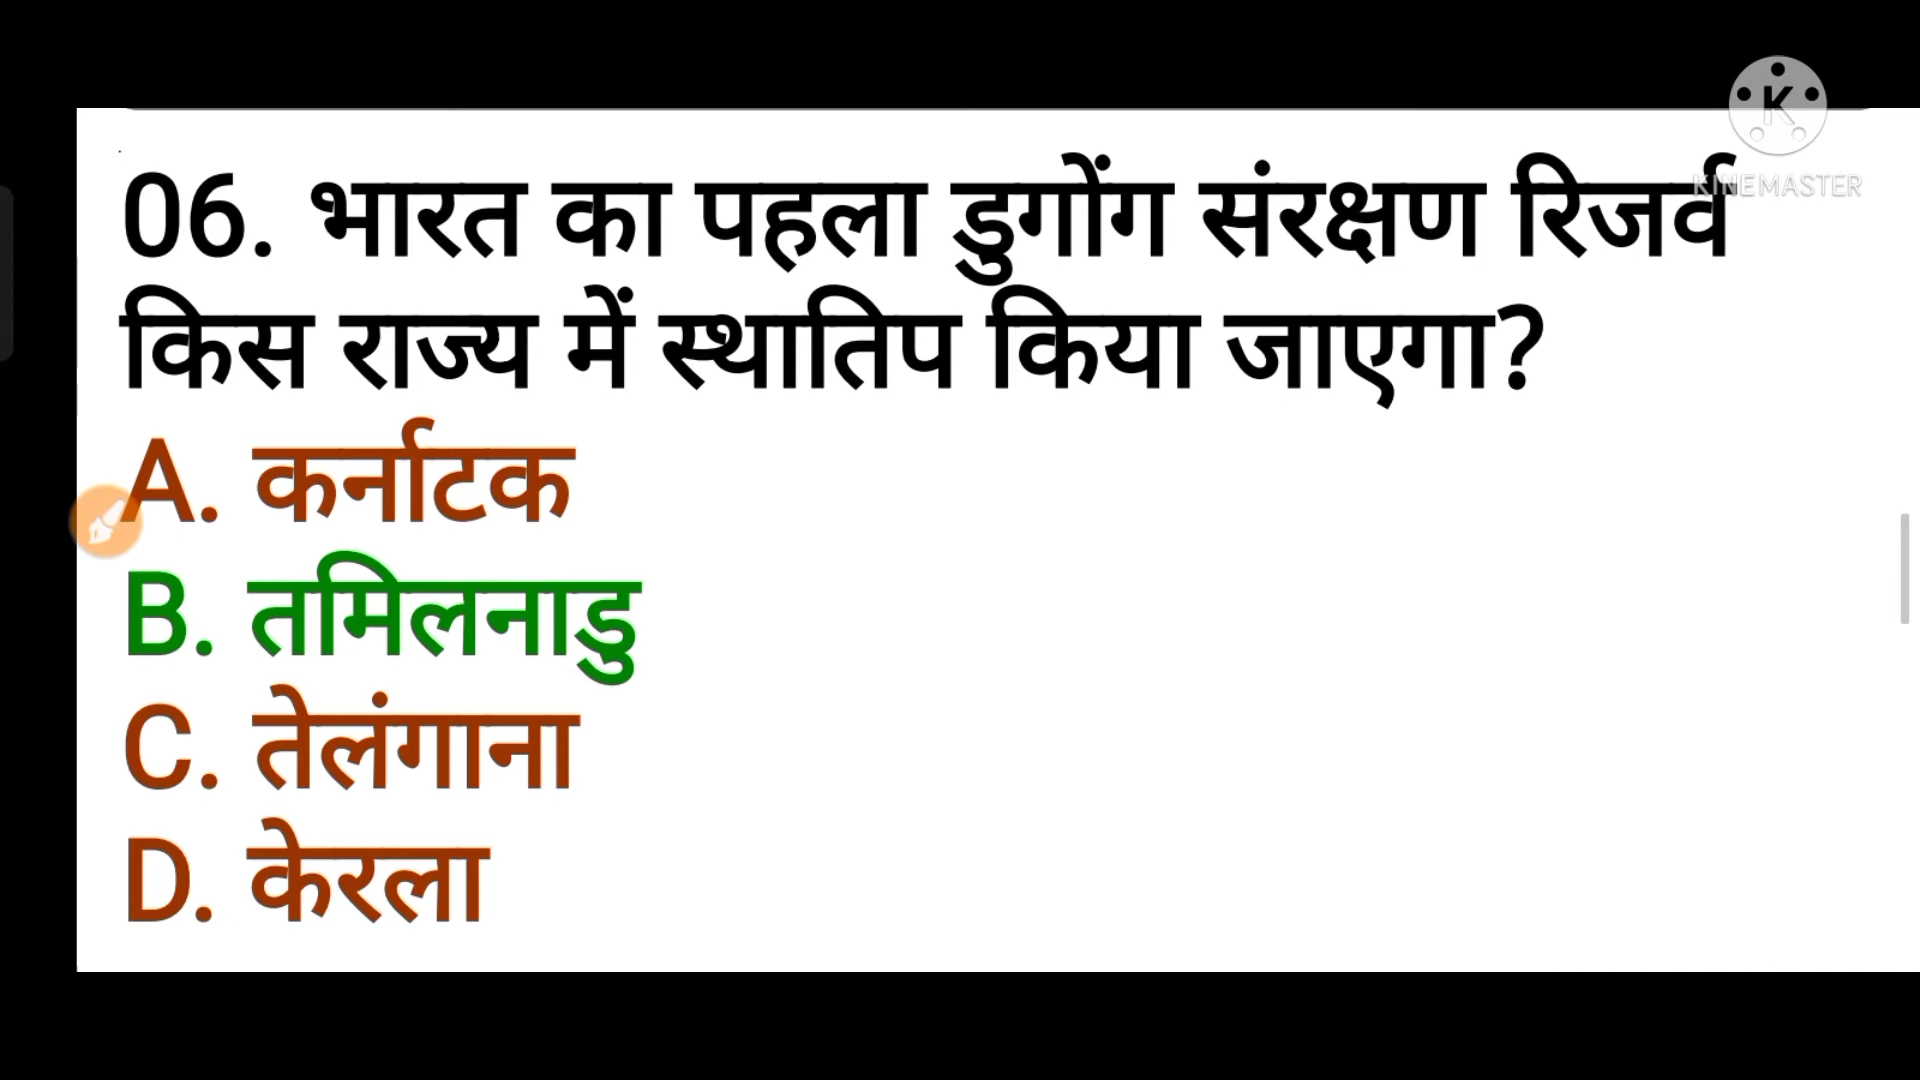 K
KINEMASTER
06. भारत का पहला डुगोंग संरक्षण रिजर्व
किस राज्य में स्थातिप किया जाएगा?
A. कर्नाटक
B. तमिलनाडु
C. तेलंगाना
D. केरला